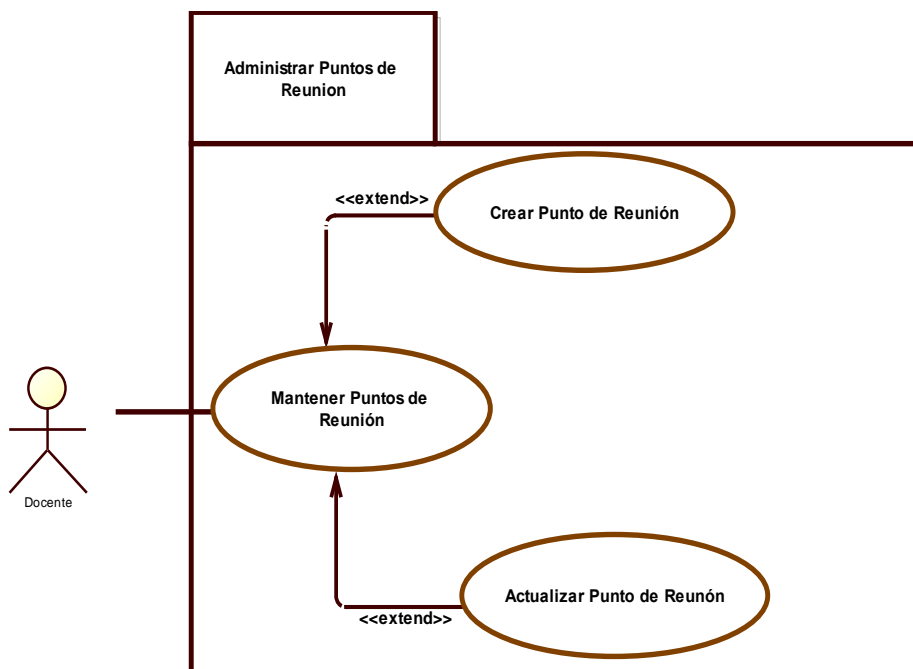 Administrar Puntos de
Reunion
<<extend>>
Crear Punto de Reunión
Mantener Puntos de
Reunión
Docente
Actualizar Punto de Reunón
<<extend>>